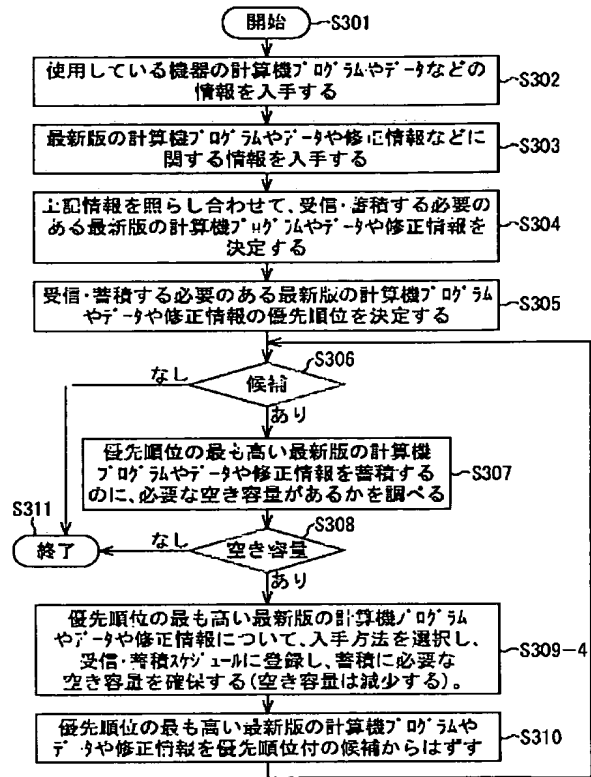 開始
S301
使用している機器の計算機プログラムやデータなどの
情報を入手する
S302
最新版の計算機プログラムやデータや修正情報などに
関する情報を入手する
S303
上記情報を照らし合わせて、受信・蓄積する必要の
ある最新版の計算機プログラムやデータや修正情報を
決定する
S304
受信・蓄積する必要のある最新版の計算機プログラム
やデータや修正情報の優先順位を決定する
S305
S306
候補
なし
あり
優先順位の最も高い最新版の計算機
プログラムやデータや修正情報を蓄積する
のに、必要な空き容量があるかを調べる
S307
S308
空き容量
なし
S311
終了
あり
優先順位の最も高い最新版の計算機プログラム
やデータや修正情報について、入手方法を選択し、
受信・蓄積スケジュールに登録し、蓄積に必要な
空き容量を確保する(空き容量は減少する)。
S309-4
優先順位の最も高い最新版の計算機プログラムや
データや修正情報を優先順位付の候補からはずす
S310